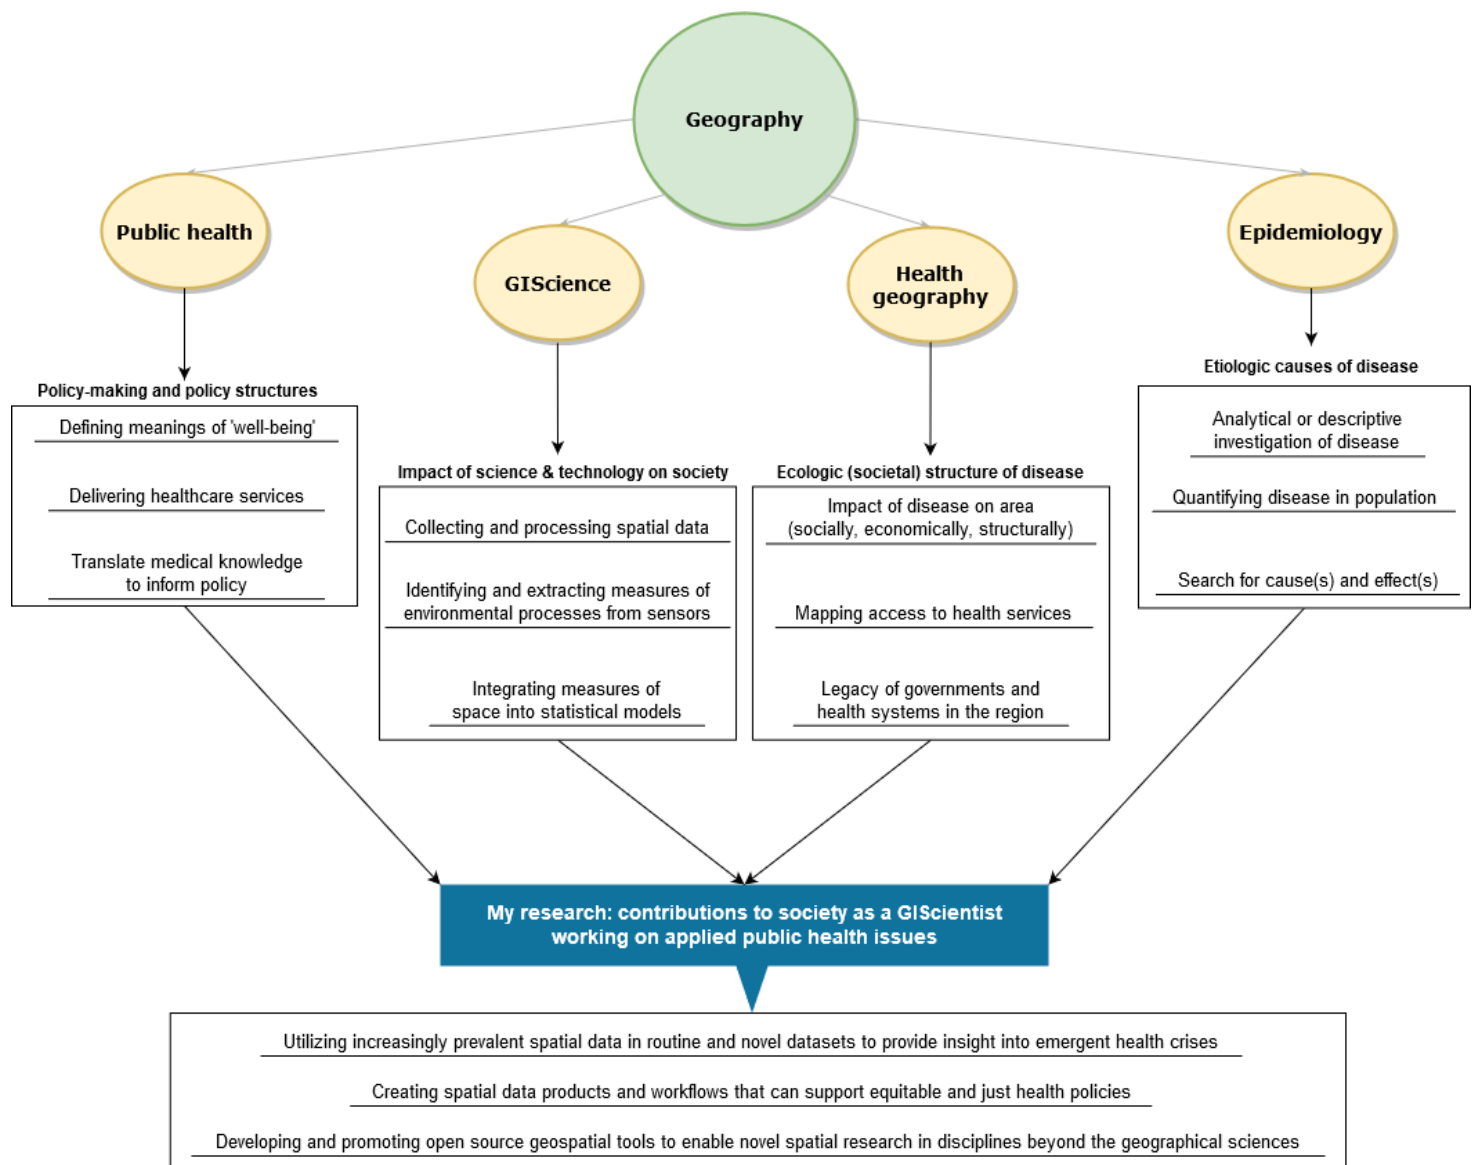 Geography
Public health
GIScience
Health
geography
Epidemiology
Policy-making and policy structures
Defining meanings of 'well-being'
Delivering healthcare services
Translate medical knowledge
to inform policy
Impact of science & technology on society
Collecting and processing spatial data
Identifying and extracting measures of
environmental processes from sensors
Integrating measures of
space into statistical models
Ecologic (societal) structure of disease
Impact of disease on area
(socially, economically, structurally)
Mapping access to health services
Legacy of governments and
health systems in the region
Etiologic causes of disease
Analytical or descriptive
investigation of disease
Quantifying disease in population
Search for cause(s) and effect(s)
My research: contributions to society as a GIScientist
working on applied public health issues
Utilizing increasingly prevalent spatial data in routine and novel datasets to provide insight into emergent health crises
Creating spatial data products and workflows that can support equitable and just health policies
Developing and promoting open source geospatial tools to enable novel spatial research in disciplines beyond the geographical sciences